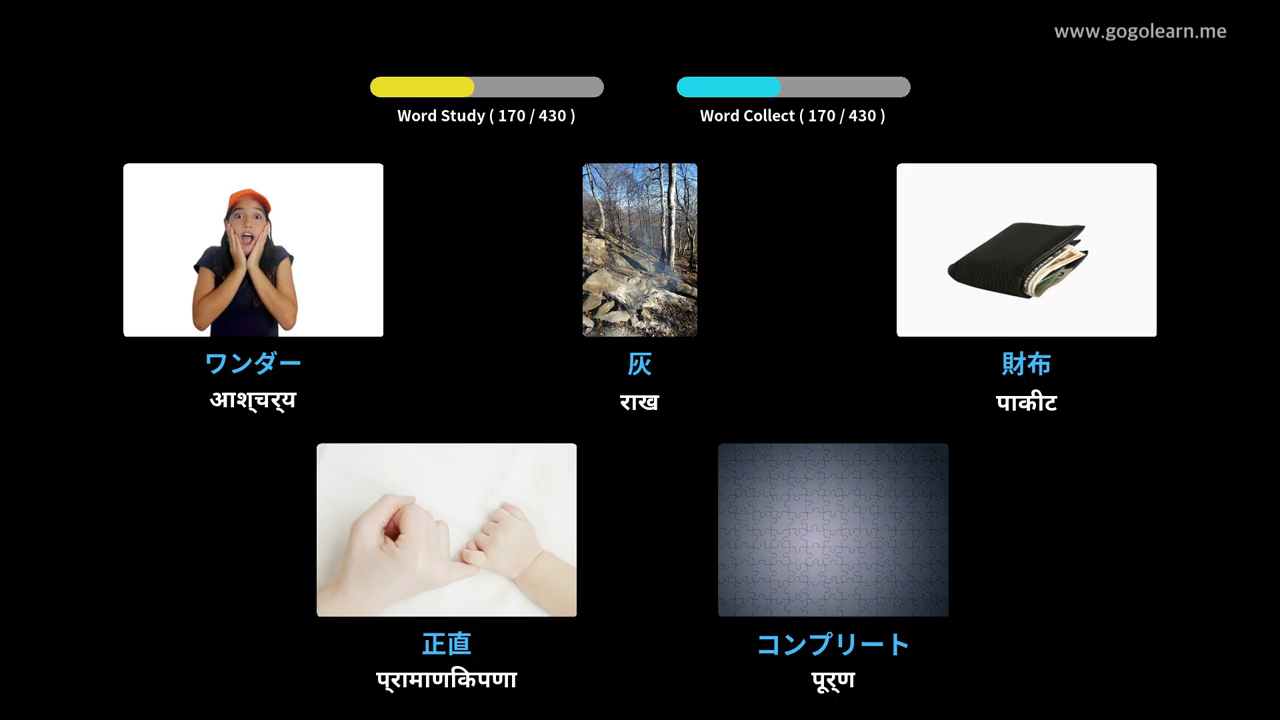 www.gogolearn.me
Word Study ( 170 / 430 )
Word Collect ( 170 / 430 )
ワンダー
आश्चर्य
灰
राख
財布
पाकीट
正直
प्रामाणिकपणा
コンプリート
पूर्ण